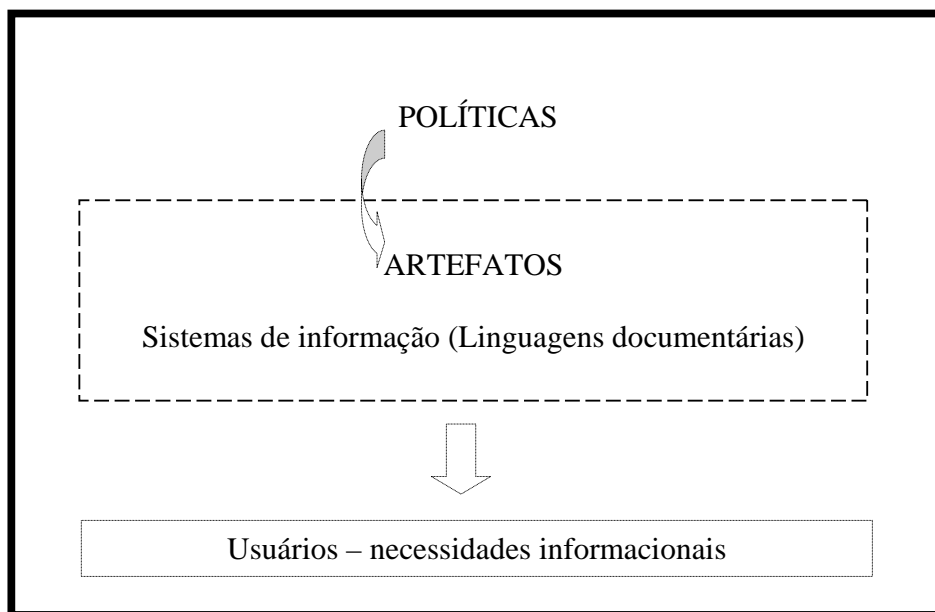 POLÍTICAS
ARTEFATOS
Sistemas de informação (Linguagens documentárias)
Usuários – necessidades informacionais